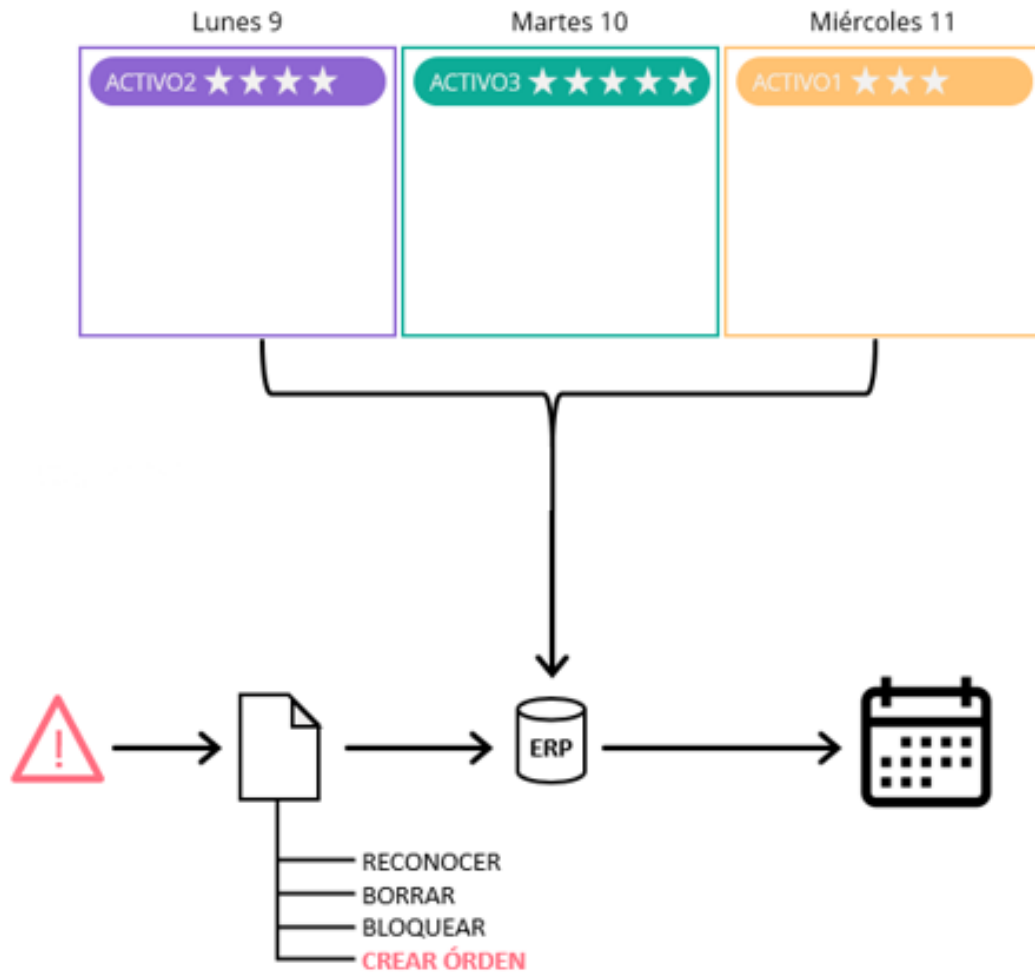 Lunes 9
Martes 10
Miércoles 11
ACTIVO2 ★★★★
ACTIVO3 ★★★★★
ACTIVO1 ★★★
!
ERP
RECONOCER
BORRAR
BLOQUEAR
CREAR ÓRDEN